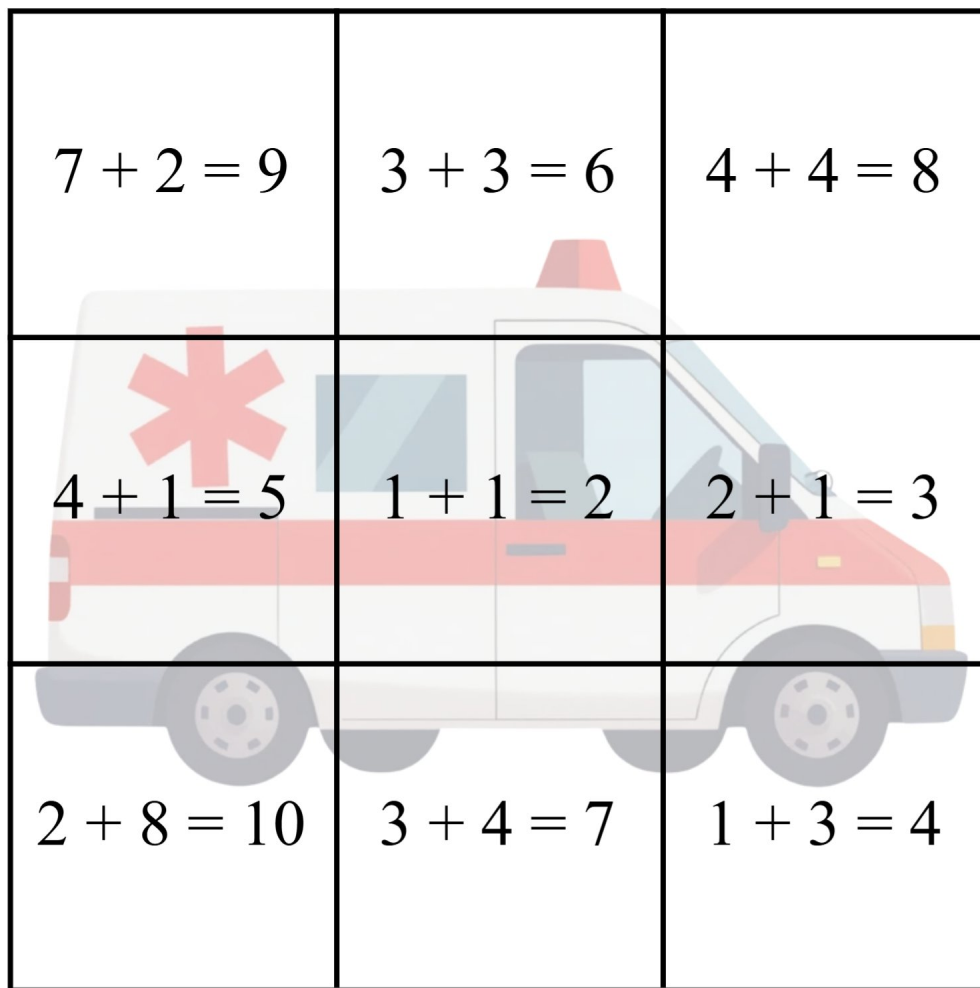 7 + 2 = 9
3 + 3 = 6
4 + 4 = 8
4 + 1 = 5
1 + 1 = 2
2 + 1 = 3
2 + 8 = 10
3 + 4 = 7
1 + 3 = 4